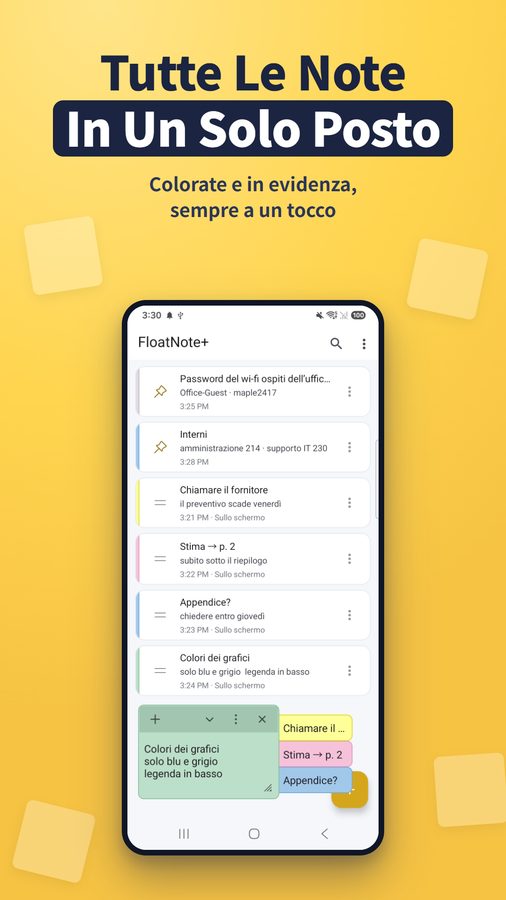 Tutte Le Note
In Un Solo Posto
Colorate e in evidenza,
sempre a un tocco
3:30
100
FloatNote+
Password del wi-fi ospiti dell'uffic...
Office-Guest · maple2417
3:25 PM
Interni
amministrazione 214 · supporto IT 230
3:28 PM
Chiamare il fornitore
il preventivo scade venerdì
3:21 PM · Sullo schermo
Stima → p. 2
subito sotto il riepilogo
3:22 PM · Sullo schermo
Appendice?
chiedere entro giovedì
3:23 PM · Sullo schermo
Colori dei grafici
solo blu e grigio  legenda in basso
3:24 PM · Sullo schermo
Colori dei grafici
solo blu e grigio
legenda in basso
Chiamare il ...
Stima → p. 2
Appendice?